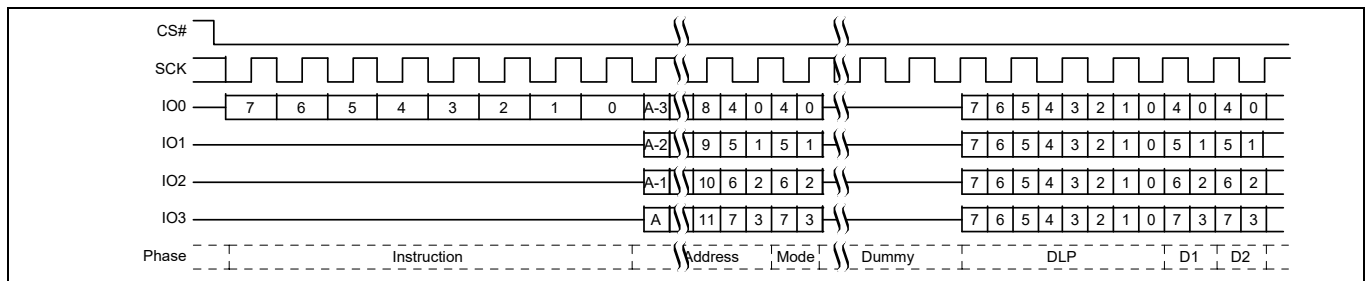 CS#
SCK
IO0 7 6 5 4 3 2 1 0 A-3 8 4 0 4 0 7 6 5 4 3 2 1 0 4 0 4 0
IO1 A-2 9 5 1 5 1 7 6 5 4 3 2 1 0 5 1 5 1
IO2 A-1 10 6 2 6 2 7 6 5 4 3 2 1 0 6 2 6 2
IO3 A 11 7 3 7 3 7 6 5 4 3 2 1 0 7 3 7 3
Phase Instruction Address Mode Dummy DLP D1 D2